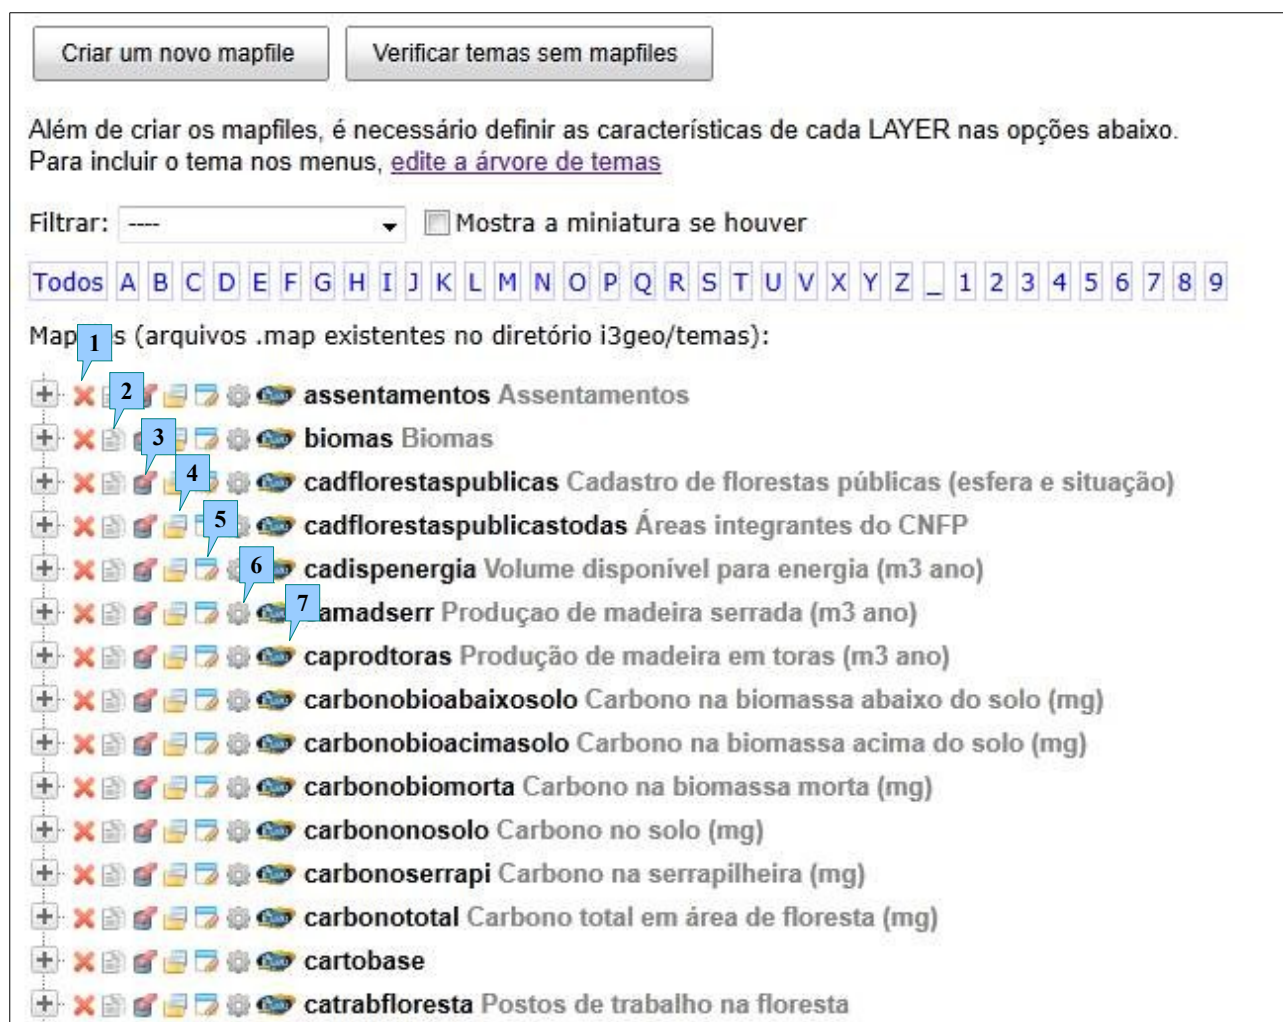 Criar um novo mapfile Verificar temas sem mapfiles
Além de criar os mapfiles, é necessário definir as características de cada LAYER nas opções abaixo.
Para incluir o tema nos menus, edite a árvore de temas
Filtrar: ---- Mostra a miniatura se houver
Todos A B C D E F G H I J K L M N O P Q R S T U V X Y Z _ 1 2 3 4 5 6 7 8 9
(arquivos .map existentes no diretório i3geo/temas):
1
2
assentamentos Assentamentos
3
biomas Biomas
4
cadflorestaspublicas Cadastro de florestas públicas (esfera e situação)
5
cadflorestaspublicastodas Áreas integrantes do CNFP
6
cadispenergia Volume disponível para energia (m3 ano)
7
amadserr Produçao de madeira serrada (m3 ano)
caprodtoras Produção de madeira em toras (m3 ano)
carbonobioabaixosolo Carbono na biomassa abaixo do solo (mg)
carbonobioacimasolo Carbono na biomassa acima do solo (mg)
carbonobiomorta Carbono na biomassa morta (mg)
carbononosolo Carbono no solo (mg)
carbonoserrapi Carbono na serrapilheira (mg)
carbonototal Carbono total em área de floresta (mg)
cartobase
catrabfloresta Postos de trabalho na floresta